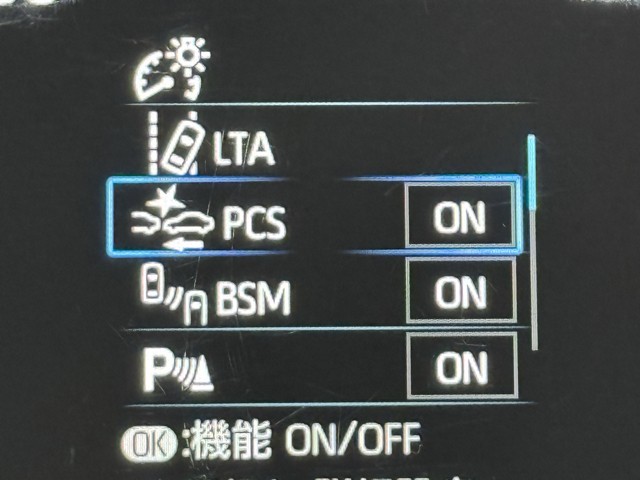 LTA
PCS ON
BSM ON
P ON
OK:機能 ON/OFF